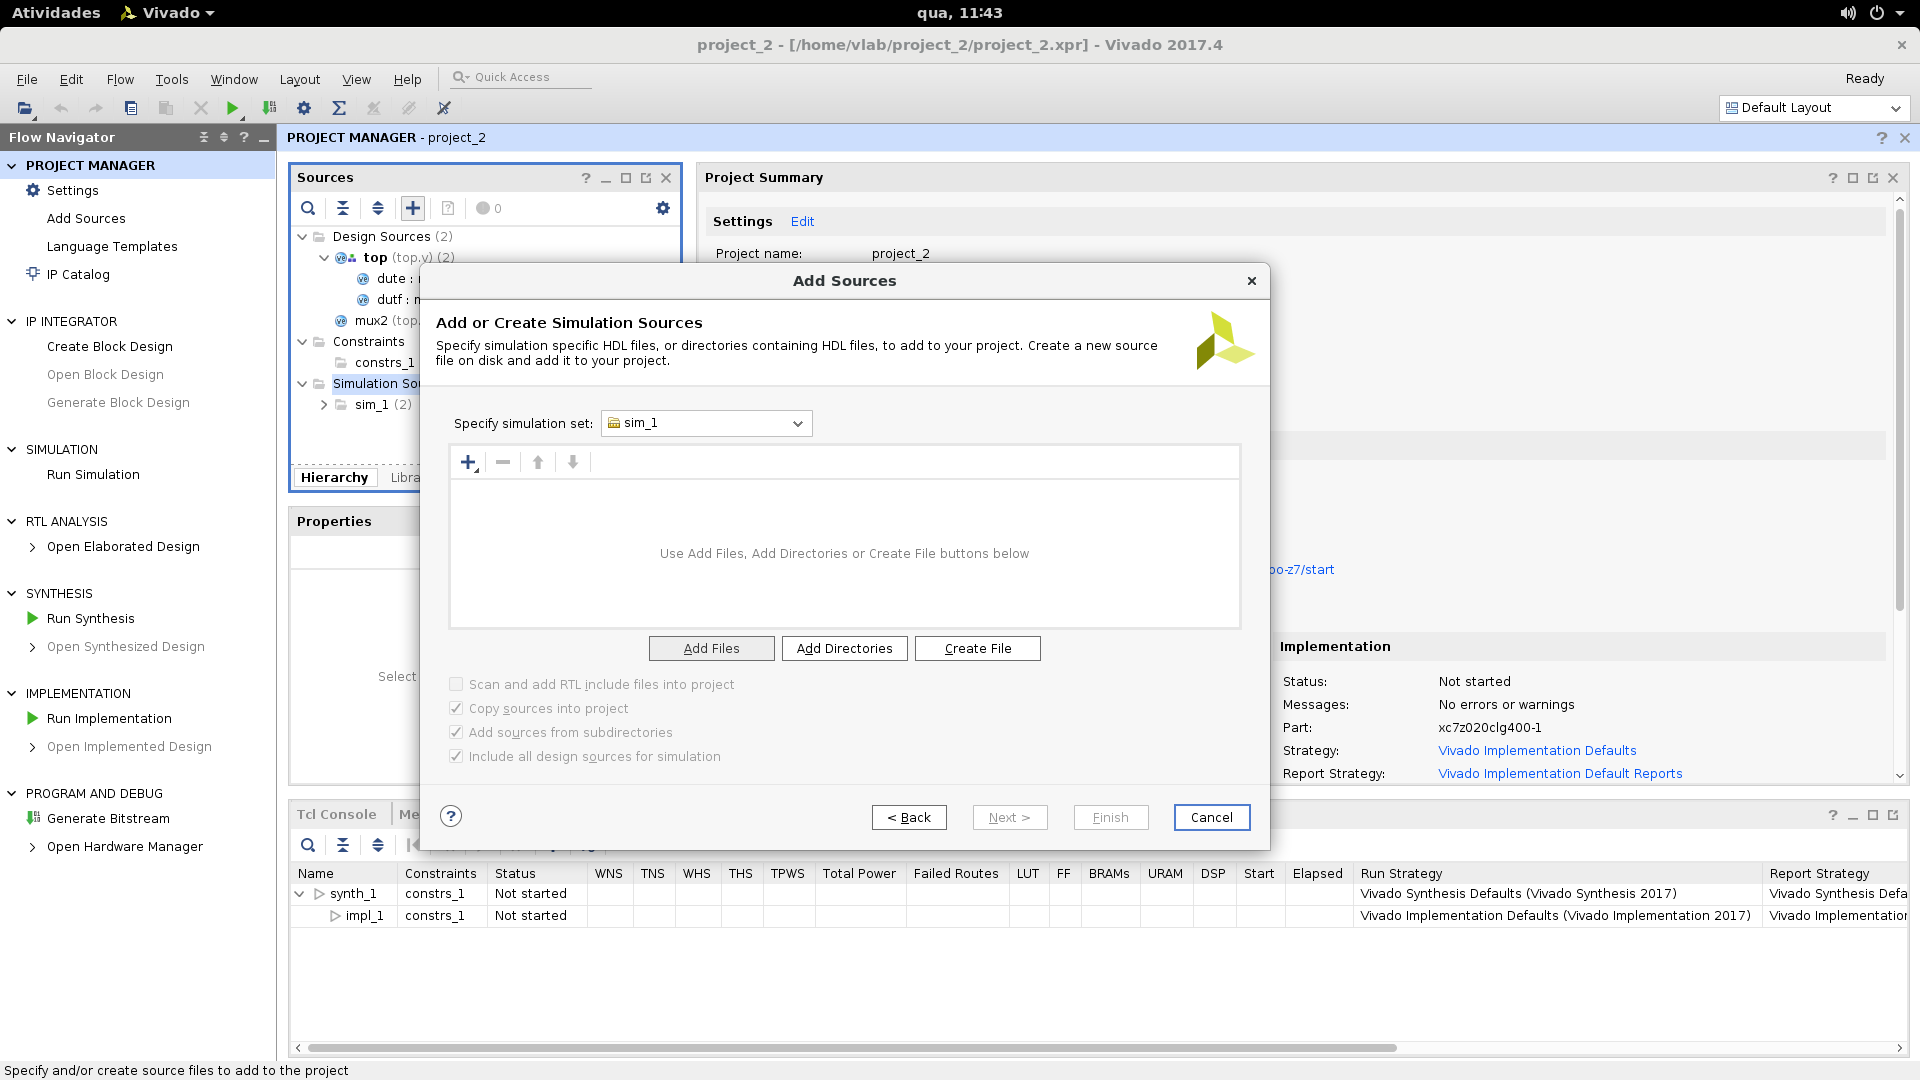 Atividades
Vivado
qua, 11:43
project_2 - [/home/vlab/project_2/project_2.xpr] - Vivado 2017.4
File Edit Flow Tools Window Layout View Help
Quick Access
Ready
Default Layout
Flow Navigator
PROJECT MANAGER
Settings
Add Sources
Language Templates
IP Catalog
IP INTEGRATOR
Create Block Design
Open Block Design
Generate Block Design
SIMULATION
Run Simulation
RTL ANALYSIS
Open Elaborated Design
SYNTHESIS
Run Synthesis
Open Synthesized Design
IMPLEMENTATION
Run Implementation
Open Implemented Design
PROGRAM AND DEBUG
Generate Bitstream
Open Hardware Manager
PROJECT MANAGER - project_2
Sources
0
Design Sources (2)
top (top.v) (2)
dute :
dutf :
mux2 (top.
Constraints
constrs_1
Simulation Sou
sim_1 (2)
Hierarchy Libra
Properties
Select
Project Summary
Settings Edit
Project name: project_2
oo-z7/start
Implementation
Status: Not started
Messages: No errors or warnings
Part: xc7z020clg400-1
Strategy: Vivado Implementation Defaults
Report Strategy: Vivado Implementation Default Reports
Add Sources
Add or Create Simulation Sources
Specify simulation specific HDL files, or directories containing HDL files, to add to your project. Create a new source
file on disk and add it to your project.
Specify simulation set: sim_1
Use Add Files, Add Directories or Create File buttons below
Add Files Add Directories Create File
Scan and add RTL include files into project
Copy sources into project
Add sources from subdirectories
Include all design sources for simulation
? < Back Next > Finish Cancel
Tcl Console Me
Name Constraints Status WNS TNS WHS THS TPWS Total Power Failed Routes LUT FF BRAMs URAM DSP Start Elapsed Run Strategy Report Strategy
synth_1 constrs_1 Not started Vivado Synthesis Defaults (Vivado Synthesis 2017) Vivado Synthesis Defa
impl_1 constrs_1 Not started Vivado Implementation Defaults (Vivado Implementation 2017) Vivado Implementation
Specify and/or create source files to add to the project